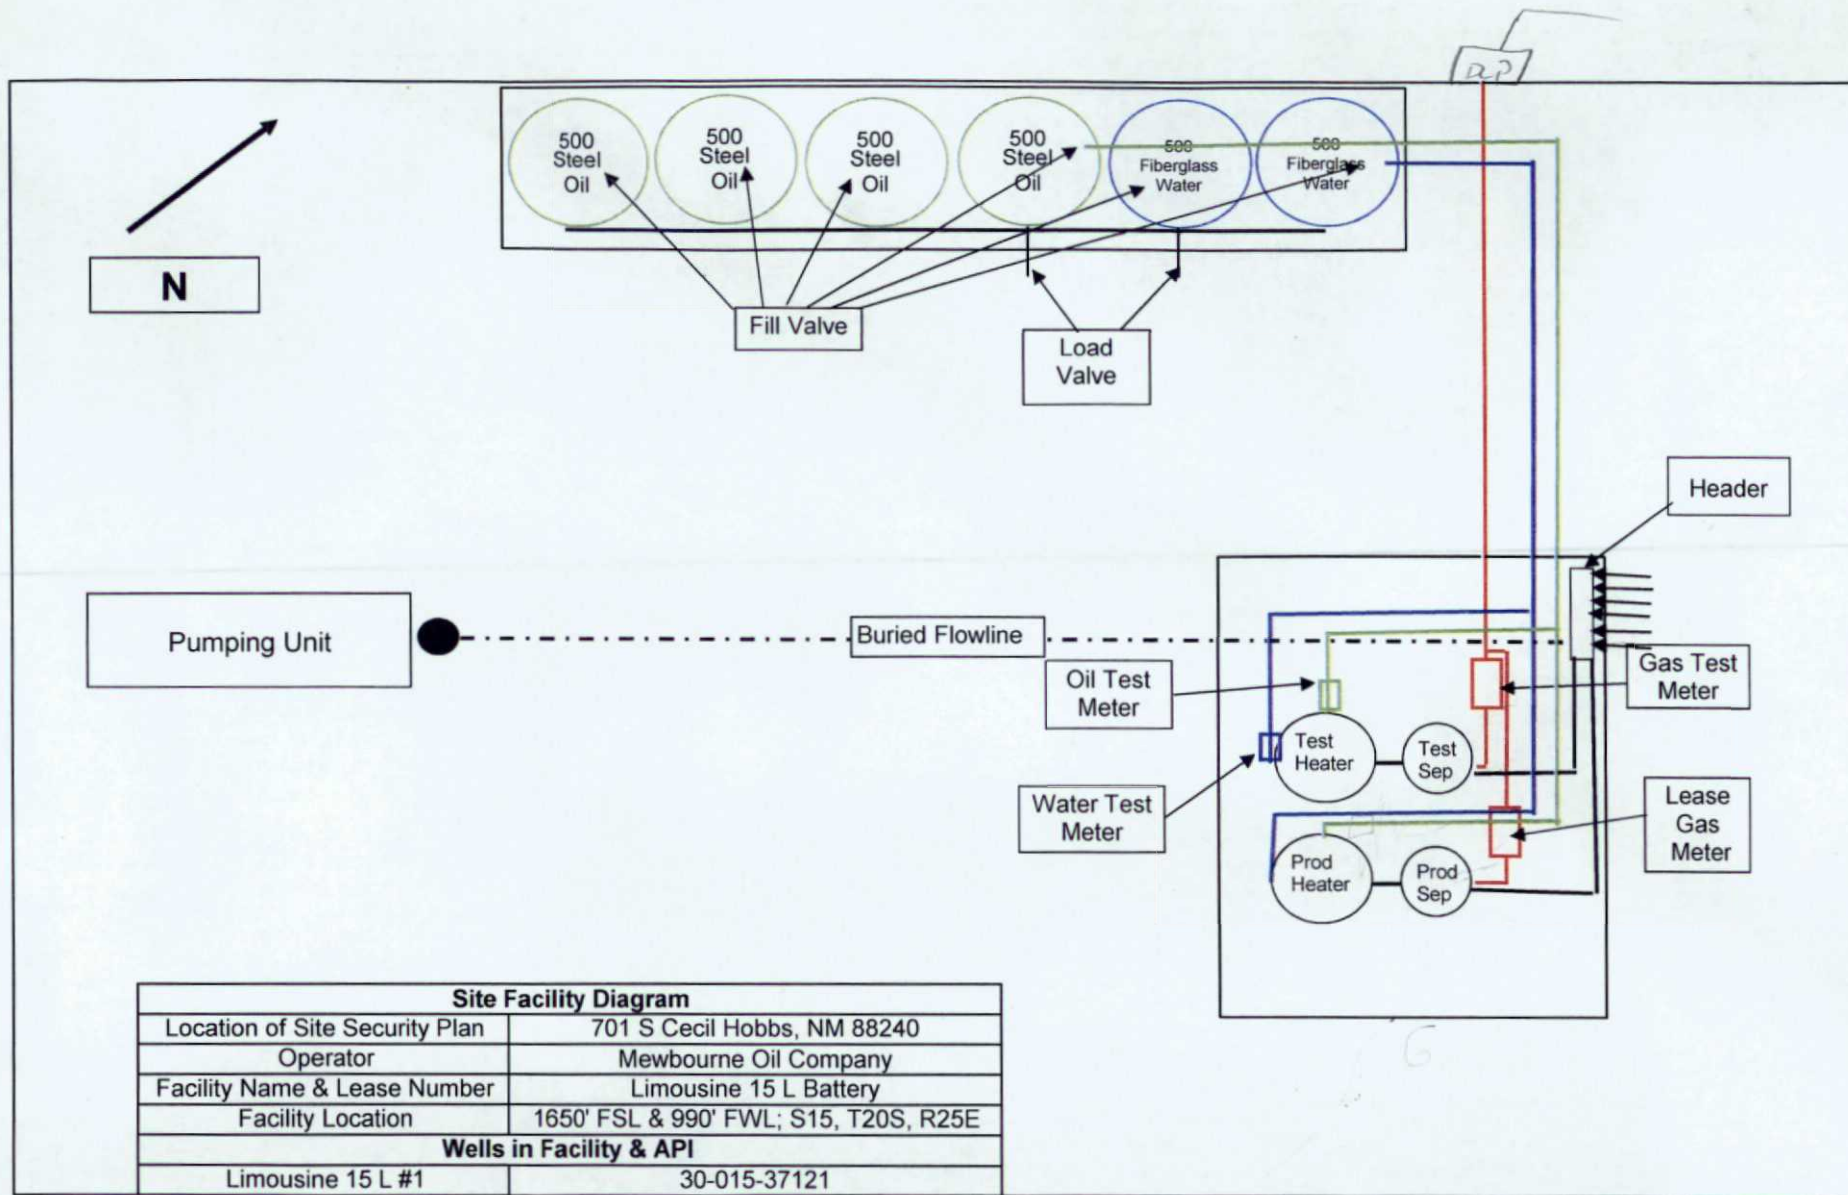 DCP
500
Steel
Oil
500
Steel
Oil
500
Steel
Oil
500
Steel
Oil
500
Fiberglass
Water
500
Fiberglass
Water
N
Fill Valve
Load
Valve
Header
Pumping Unit
Buried Flowline
Oil Test
Meter
Gas Test
Meter
Test
Heater
Test
Sep
Water Test
Meter
Lease
Gas
Meter
Prod
Heater
Prod
Sep
Site Facility Diagram
Location of Site Security Plan 701 S Cecil Hobbs, NM 88240
Operator Mewbourne Oil Company
Facility Name & Lease Number Limousine 15 L Battery
Facility Location 1650' FSL & 990' FWL; S15, T20S, R25E
Wells in Facility & API
Limousine 15 L #1 30-015-37121